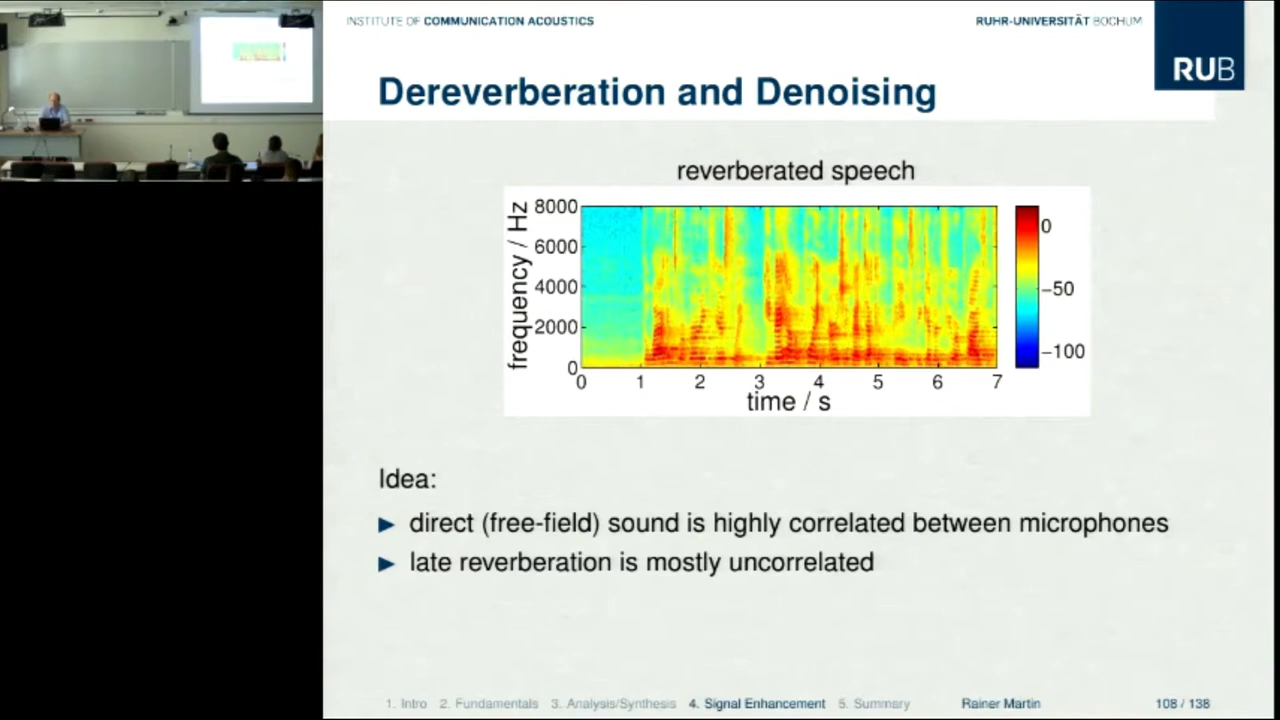 INSTITUTE OF COMMUNICATION ACOUSTICS
RUHR-UNIVERSITÄT BOCHUM
RUB
Dereverberation and Denoising
reverberated speech
frequency / Hz
8000
6000
4000
2000
0
0 1 2 3 4 5 6 7
time / s
0
−50
−100
Idea:
► direct (free-field) sound is highly correlated between microphones
► late reverberation is mostly uncorrelated
1. Intro 2. Fundamentals 3. Analysis/Synthesis 4. Signal Enhancement 5. Summary Rainer Martin 108 / 138